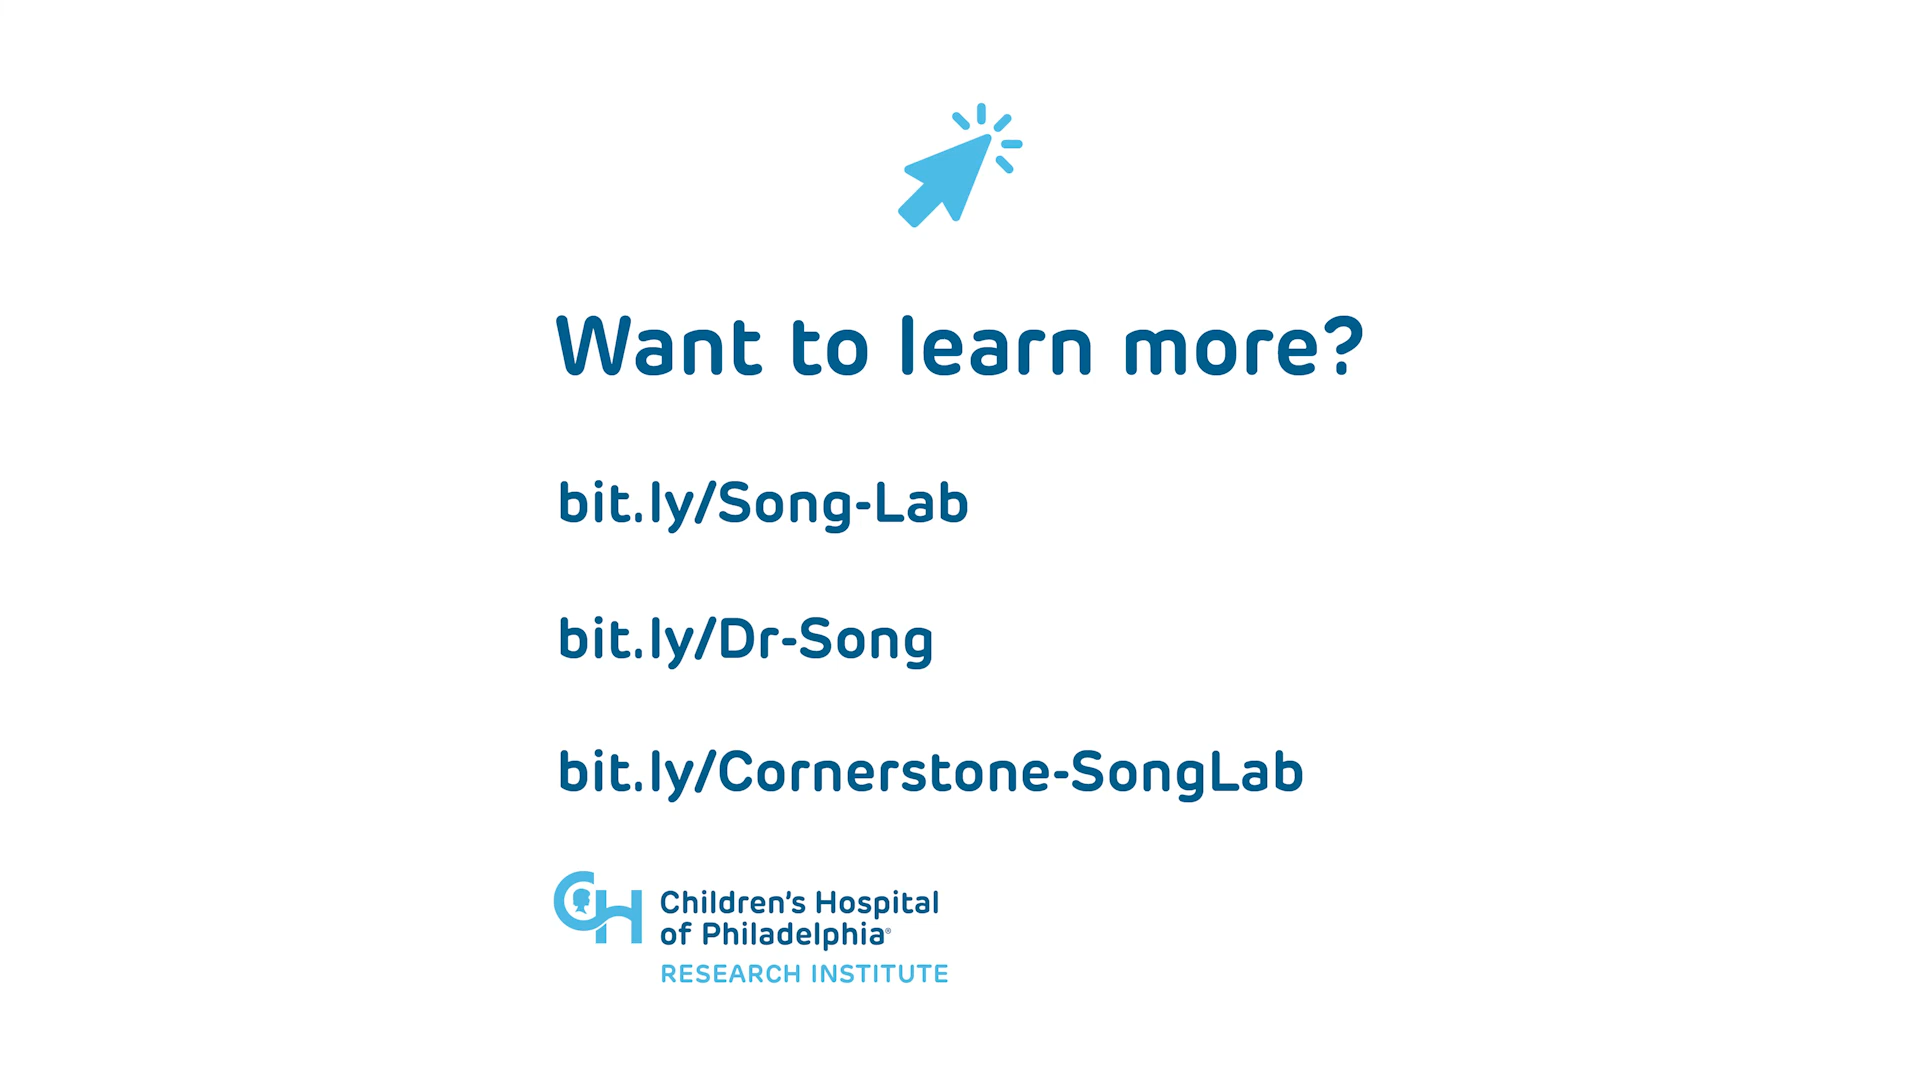 Want to learn more?
bit.ly/Song-Lab
bit.ly/Dr-Song
bit.ly/Cornerstone-SongLab
CH
Children's Hospital
of Philadelphia®
RESEARCH INSTITUTE